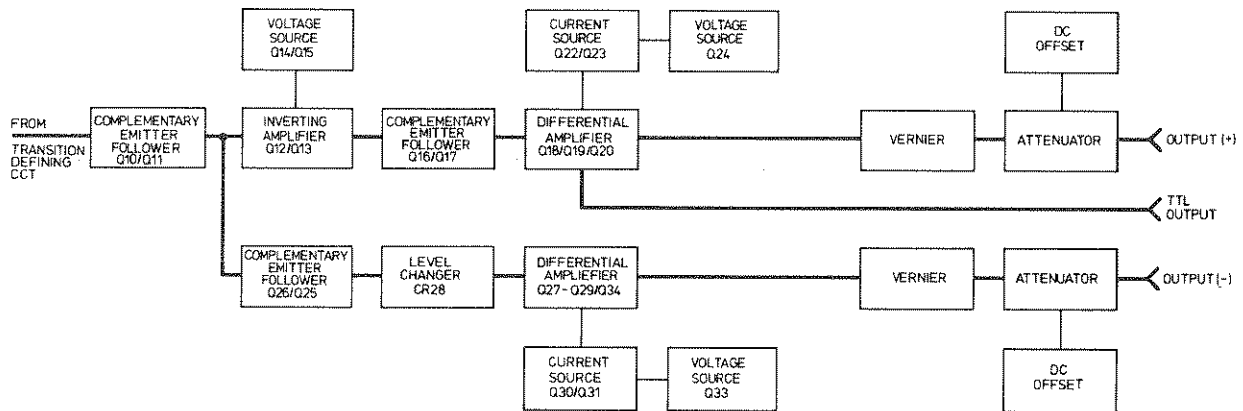 VOLTAGE
SOURCE
Q14/Q15
CURRENT
SOURCE
Q22/Q23
VOLTAGE
SOURCE
Q24
DC
OFFSET
FROM
TRANSITION
DEFINING
CCT
COMPLEMENTARY
EMITTER
FOLLOWER
Q10/Q11
INVERTING
AMPLIFIER
Q12/Q13
COMPLEMENTARY
EMITTER
FOLLOWER
Q16/Q17
DIFFERENTIAL
AMPLIFIER
Q18/Q19/Q20
VERNIER
ATTENUATOR
OUTPUT (+)
TTL
OUTPUT
COMPLEMENTARY
EMITTER
FOLLOWER
Q26/Q25
LEVEL
CHANGER
CR28
DIFFERENTIAL
AMPLIEFIER
Q27-Q29/Q34
VERNIER
ATTENUATOR
OUTPUT (-)
CURRENT
SOURCE
Q30/Q31
VOLTAGE
SOURCE
Q33
DC
OFFSET